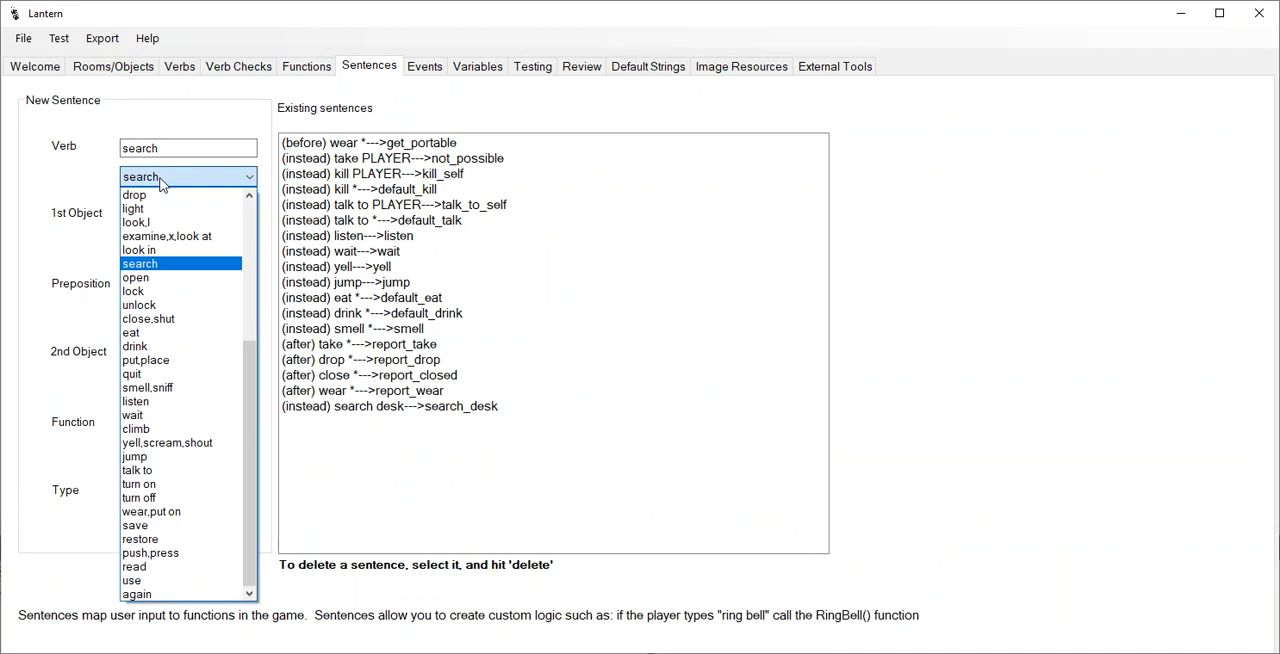 Lantern
File Test Export Help
Welcome Rooms/Objects Verbs Verb Checks Functions Sentences Events Variables Testing Review Default Strings Image Resources External Tools
New Sentence
Verb
search
search
drop
light
look,l
examine,x,look at
look in
search
open
lock
unlock
close,shut
eat
drink
put,place
quit
smell,sniff
listen
wait
climb
yell,scream,shout
jump
talk to
turn on
turn off
wear,put on
save
restore
push,press
read
use
again
1st Object
Preposition
2nd Object
Function
Type
Existing sentences
(before) wear *--->get_portable
(instead) take PLAYER--->not_possible
(instead) kill PLAYER--->kill_self
(instead) kill *--->default_kill
(instead) talk to PLAYER--->talk_to_self
(instead) talk to *--->default_talk
(instead) listen--->listen
(instead) wait--->wait
(instead) yell--->yell
(instead) jump--->jump
(instead) eat *--->default_eat
(instead) drink *--->default_drink
(instead) smell *--->smell
(after) take *--->report_take
(after) drop *--->report_drop
(after) close *--->report_closed
(after) wear *--->report_wear
(instead) search desk--->search_desk
To delete a sentence, select it, and hit 'delete'
Sentences map user input to functions in the game.  Sentences allow you to create custom logic such as: if the player types "ring bell" call the RingBell() function